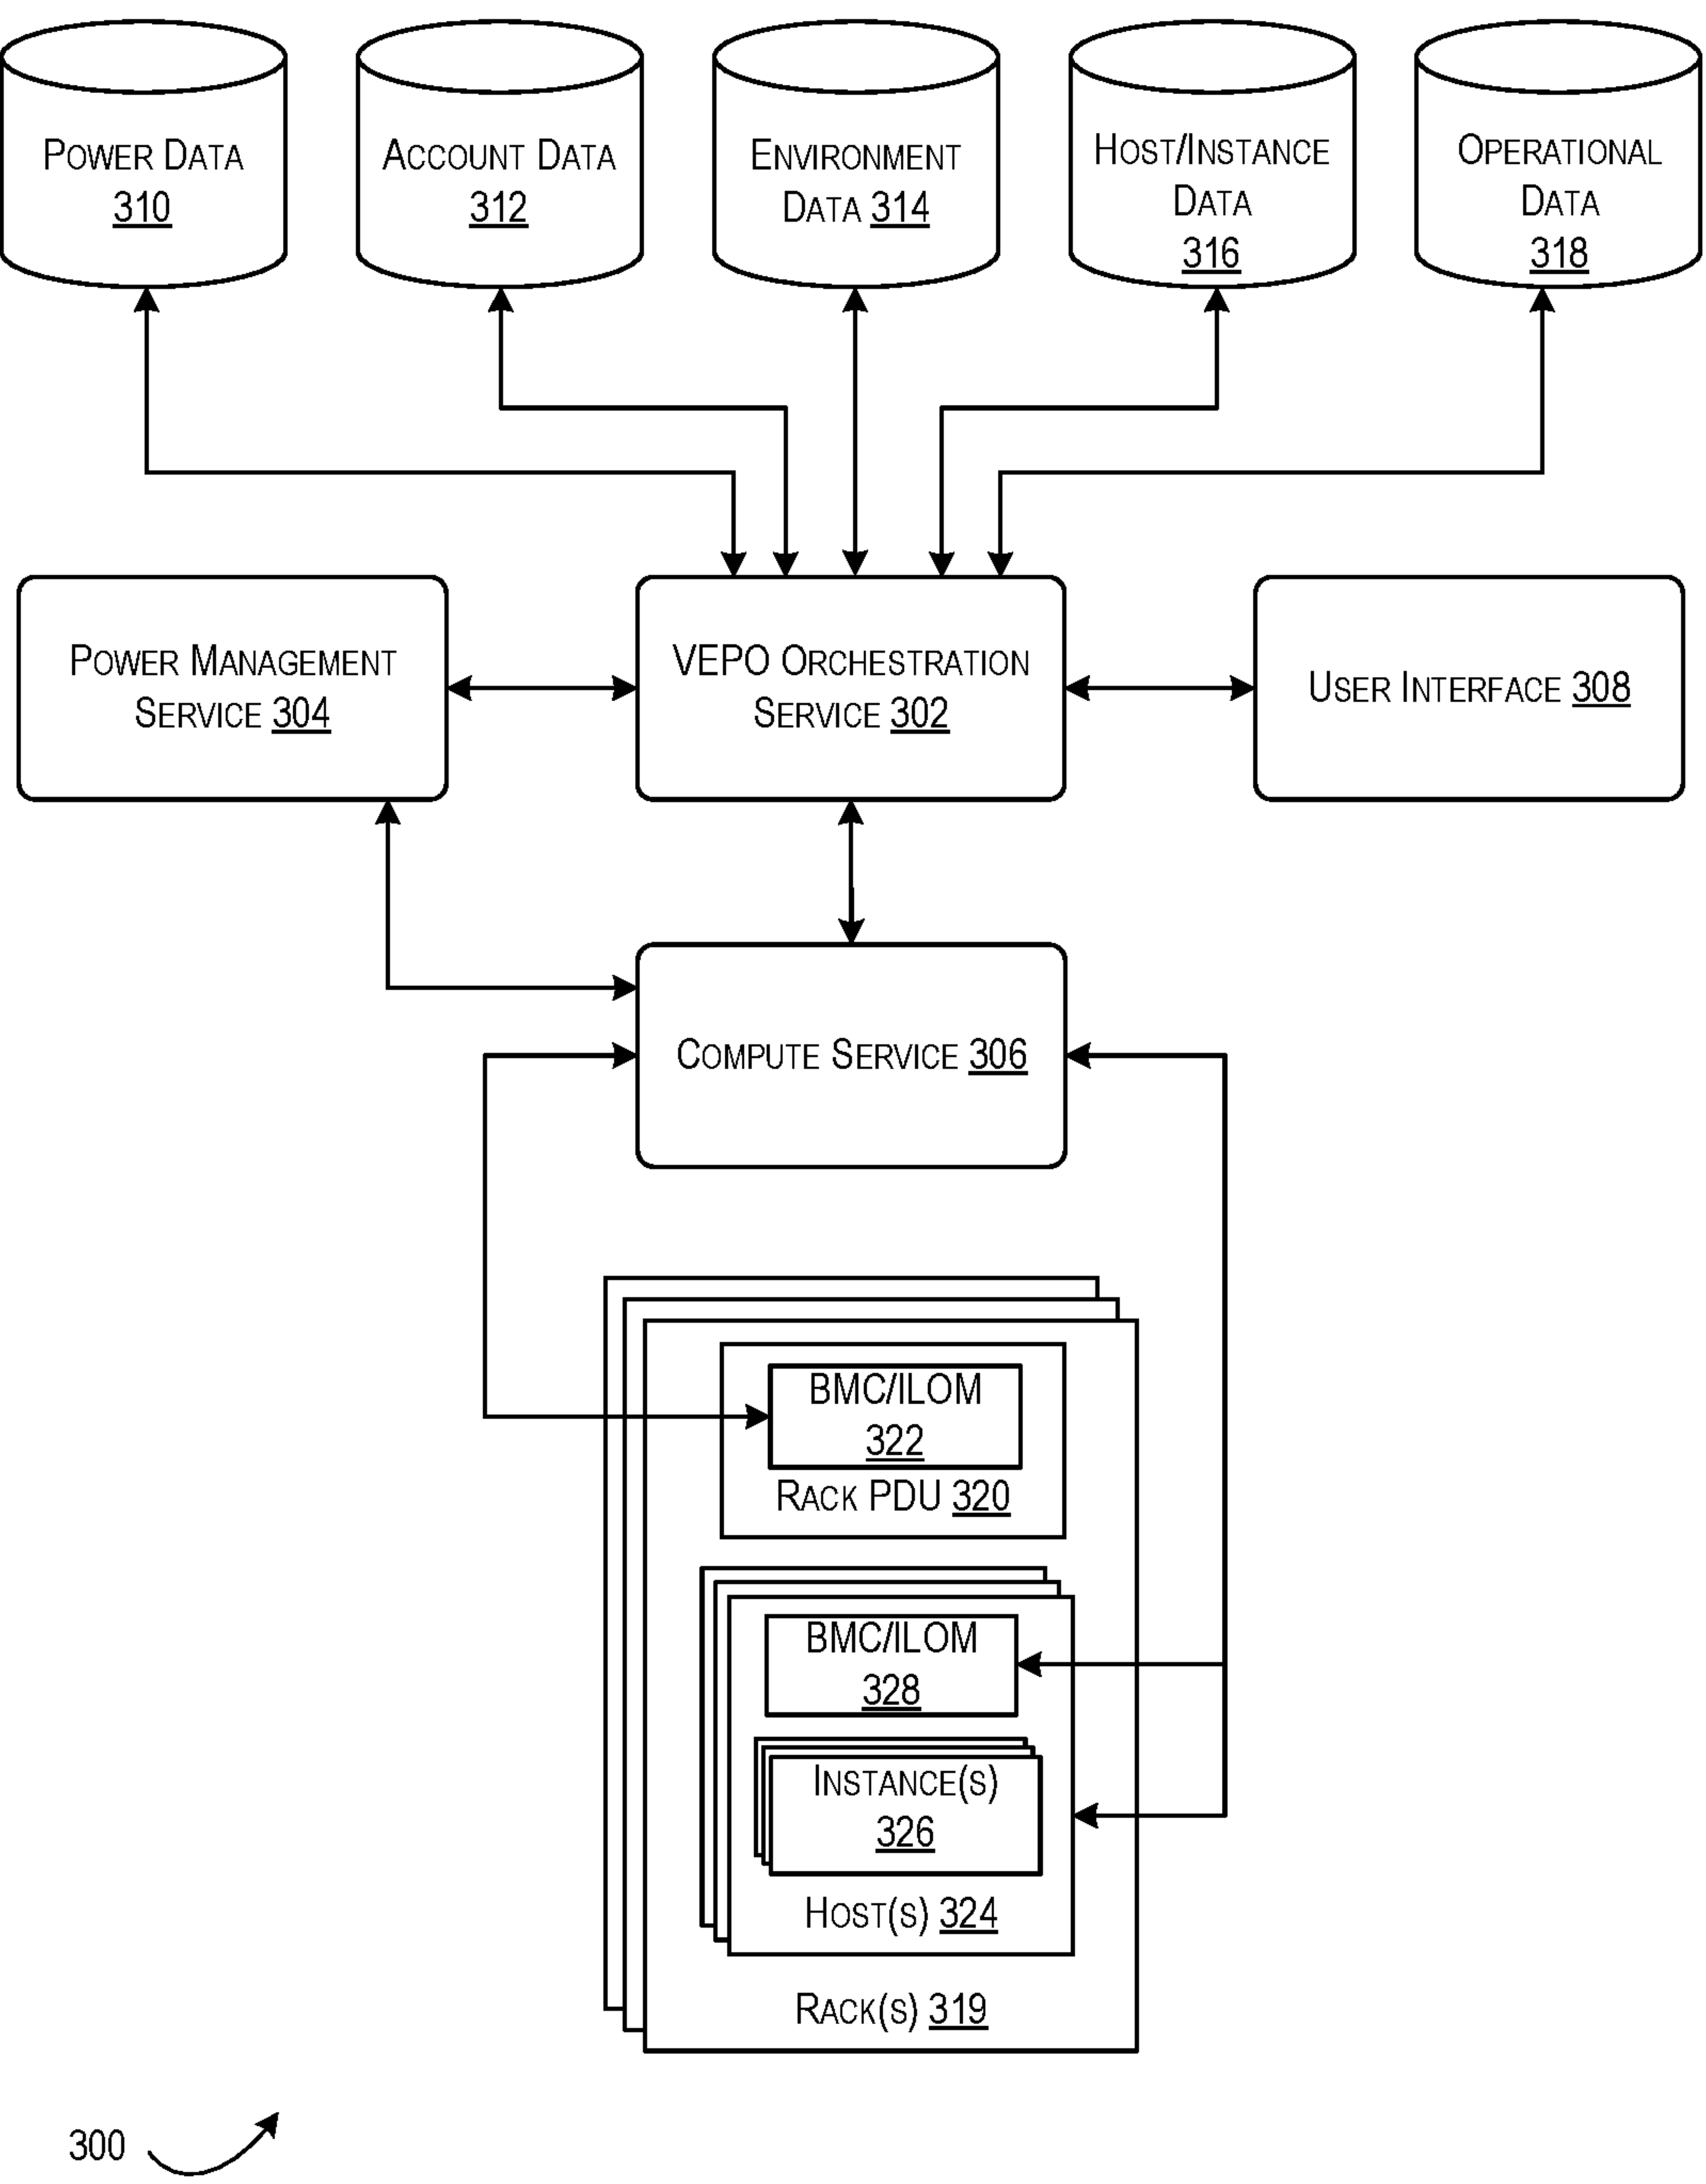 Power Data
310
Account Data
312
Environment
Data 314
Host/Instance
Data
316
Operational
Data
318
Power Management
Service 304
VEPO Orchestration
Service 302
User Interface 308
Compute Service 306
BMC/ILOM
322
Rack PDU 320
BMC/ILOM
328
Instance(s)
326
Host(s) 324
Rack(s) 319
300